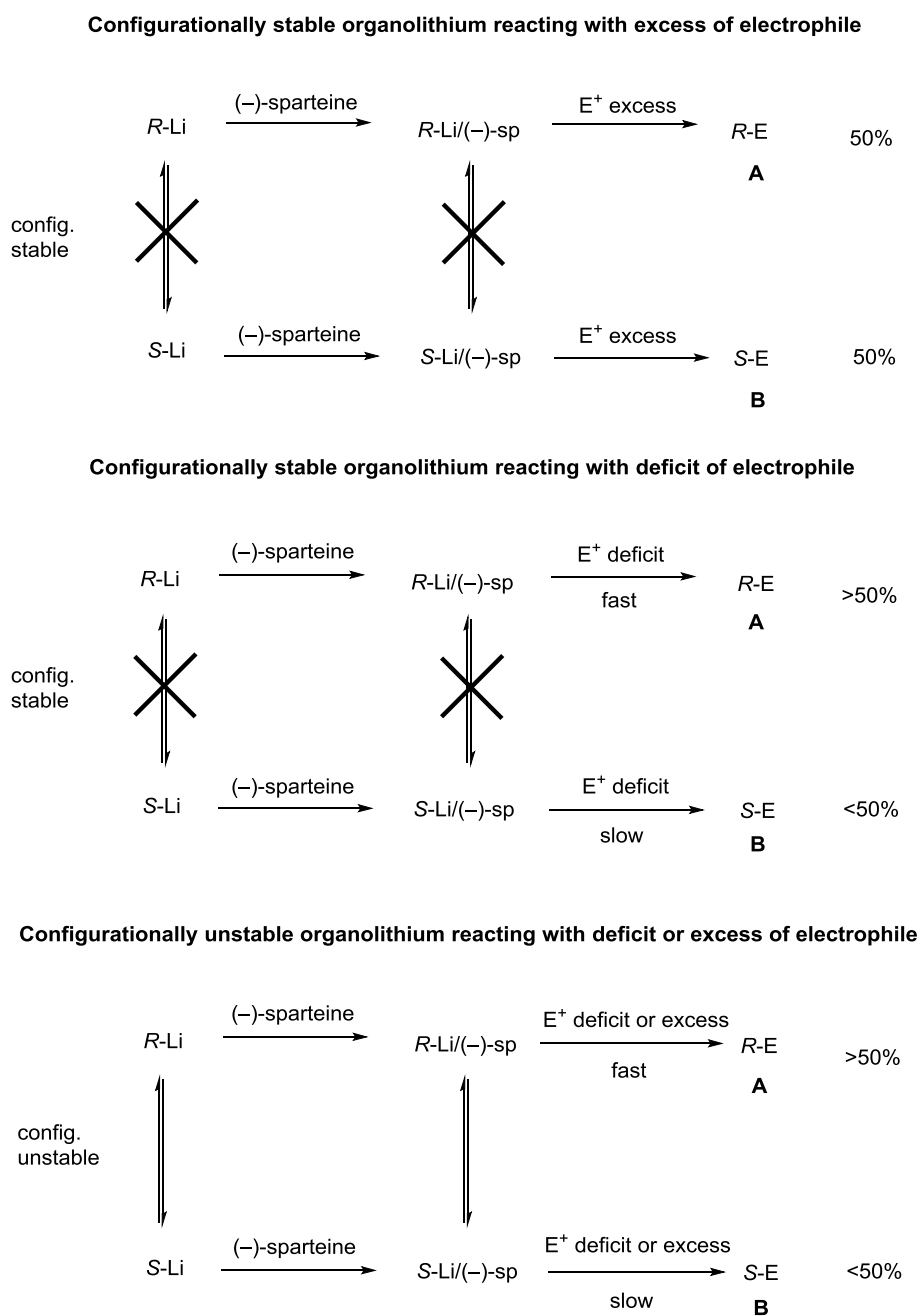 Configurationally stable organolithium reacting with excess of electrophile
(–)-sparteine
E+ excess
R-Li
R-Li/(–)-sp
R-E
50%
A
config.
stable
(–)-sparteine
E+ excess
S-Li
S-Li/(–)-sp
S-E
50%
B
Configurationally stable organolithium reacting with deficit of electrophile
(–)-sparteine
E+ deficit
R-Li
R-Li/(–)-sp
fast
R-E
>50%
A
config.
stable
(–)-sparteine
E+ deficit
S-Li
S-Li/(–)-sp
slow
S-E
<50%
B
Configurationally unstable organolithium reacting with deficit or excess of electrophile
(–)-sparteine
E+ deficit or excess
R-Li
R-Li/(–)-sp
fast
R-E
>50%
A
config.
unstable
(–)-sparteine
E+ deficit or excess
S-Li
S-Li/(–)-sp
slow
S-E
<50%
B